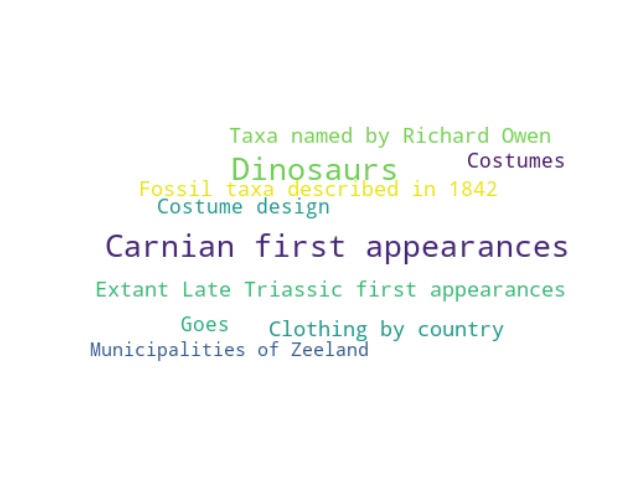 Taxa named by Richard Owen
Costumes
Dinosaurs
Fossil taxa described in 1842
Costume design
Carnian first appearances
Extant Late Triassic first appearances
Goes
Clothing by country
Municipalities of Zeeland